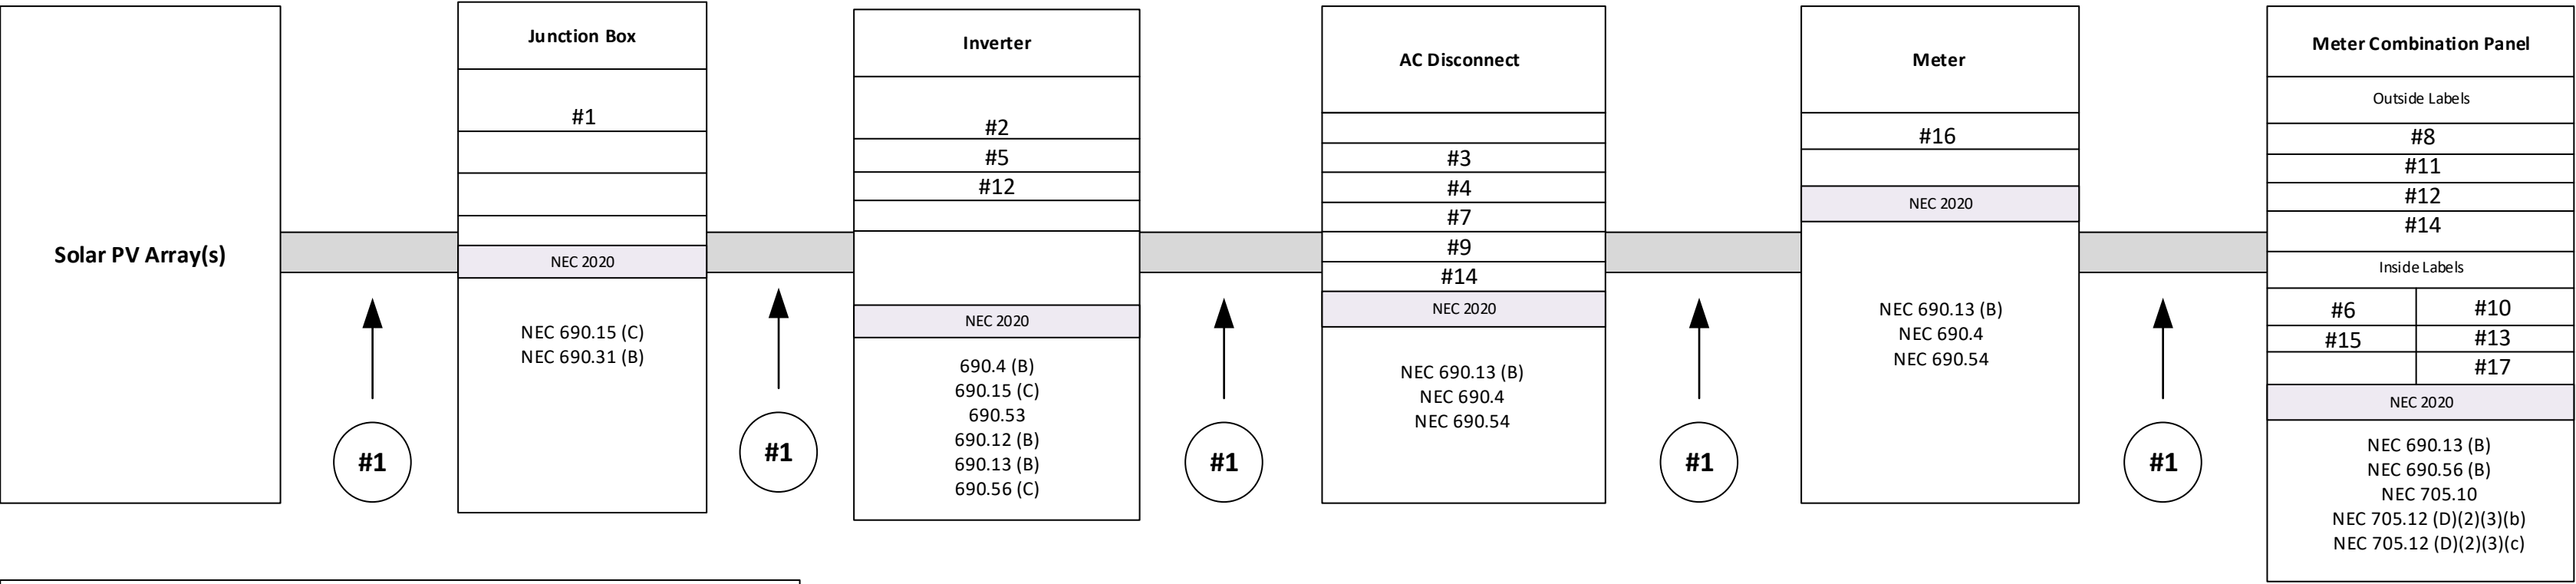 Solar PV Array(s)
#1
Junction Box
#1
NEC 2020
NEC 690.15 (C)
NEC 690.31 (B)
#1
Inverter
#2
#5
#12
NEC 2020
690.4 (B)
690.15 (C)
690.53
690.12 (B)
690.13 (B)
690.56 (C)
#1
AC Disconnect
#3
#4
#7
#9
#14
NEC 2020
NEC 690.13 (B)
NEC 690.4
NEC 690.54
#1
Meter
#16
NEC 2020
NEC 690.13 (B)
NEC 690.4
NEC 690.54
#1
Meter Combination Panel
Outside Labels
#8
#11
#12
#14
Inside Labels
#6 #10
#15 #13
#17
NEC 2020
NEC 690.13 (B)
NEC 690.56 (B)
NEC 705.10
NEC 705.12 (D)(2)(3)(b)
NEC 705.12 (D)(2)(3)(c)